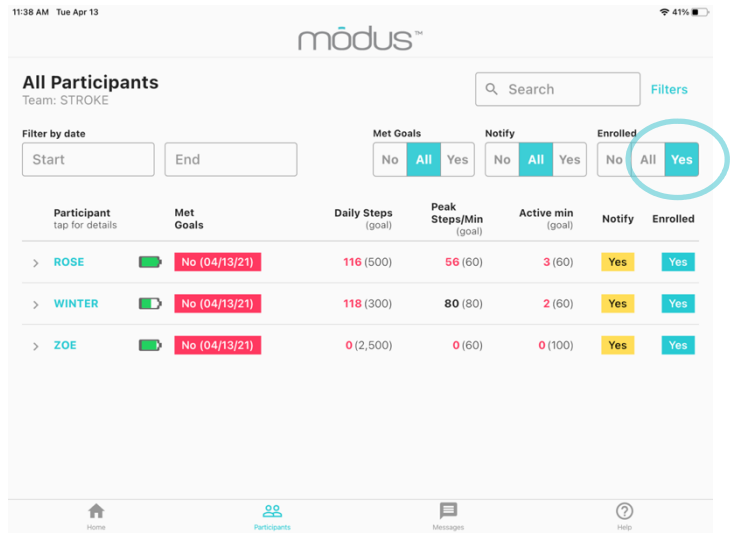 11:38 AM Tue Apr 13 41%
mōdus™
All Participants
Team: STROKE
Search Filters
Filter by date Met Goals Notify Enrolled
Start End No All Yes No All Yes No All Yes
Participant Met Daily Steps Peak Active min Notify Enrolled
tap for details Goals (goal) Steps/Min (goal)
(goal)
ROSE No (04/13/21) 116 (500) 56 (60) 3 (60) Yes Yes
WINTER No (04/13/21) 118 (300) 80 (80) 2 (60) Yes Yes
ZOE No (04/13/21) 0 (2,500) 0 (60) 0 (100) Yes Yes
Home Participants Messages Help